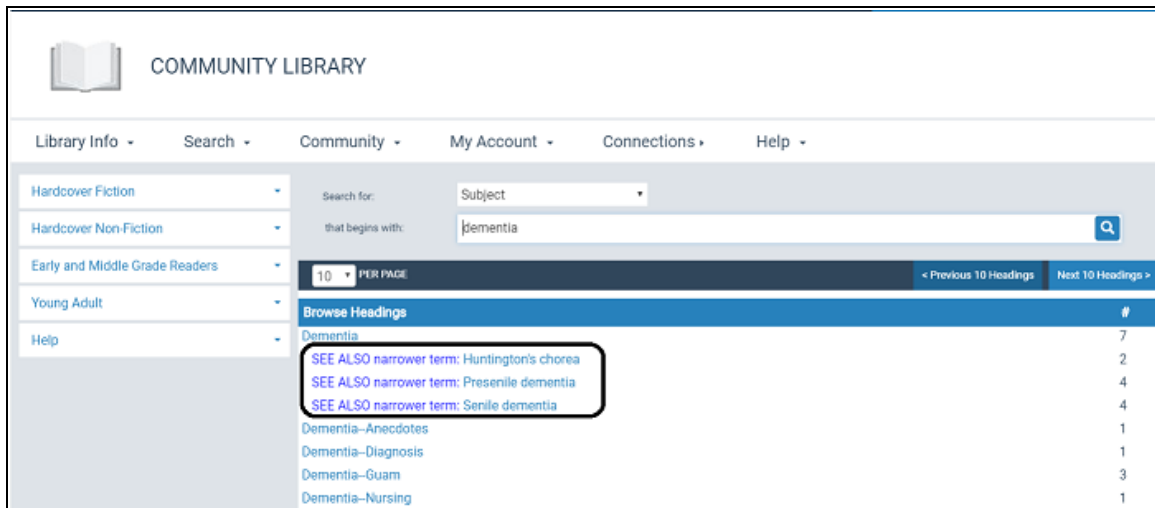 COMMUNITY LIBRARY
Library Info Search Community My Account Connections Help
Hardcover Fiction
Hardcover Non-Fiction
Early and Middle Grade Readers
Young Adult
Help
Search for: Subject
that begins with: dementia
10 PER PAGE < Previous 10 Headings Next 10 Headings >
Browse Headings #
Dementia 7
SEE ALSO narrower term: Huntington's chorea 2
SEE ALSO narrower term: Presenile dementia 4
SEE ALSO narrower term: Senile dementia 4
Dementia--Anecdotes 1
Dementia--Diagnosis 1
Dementia--Guam 3
Dementia--Nursing 1